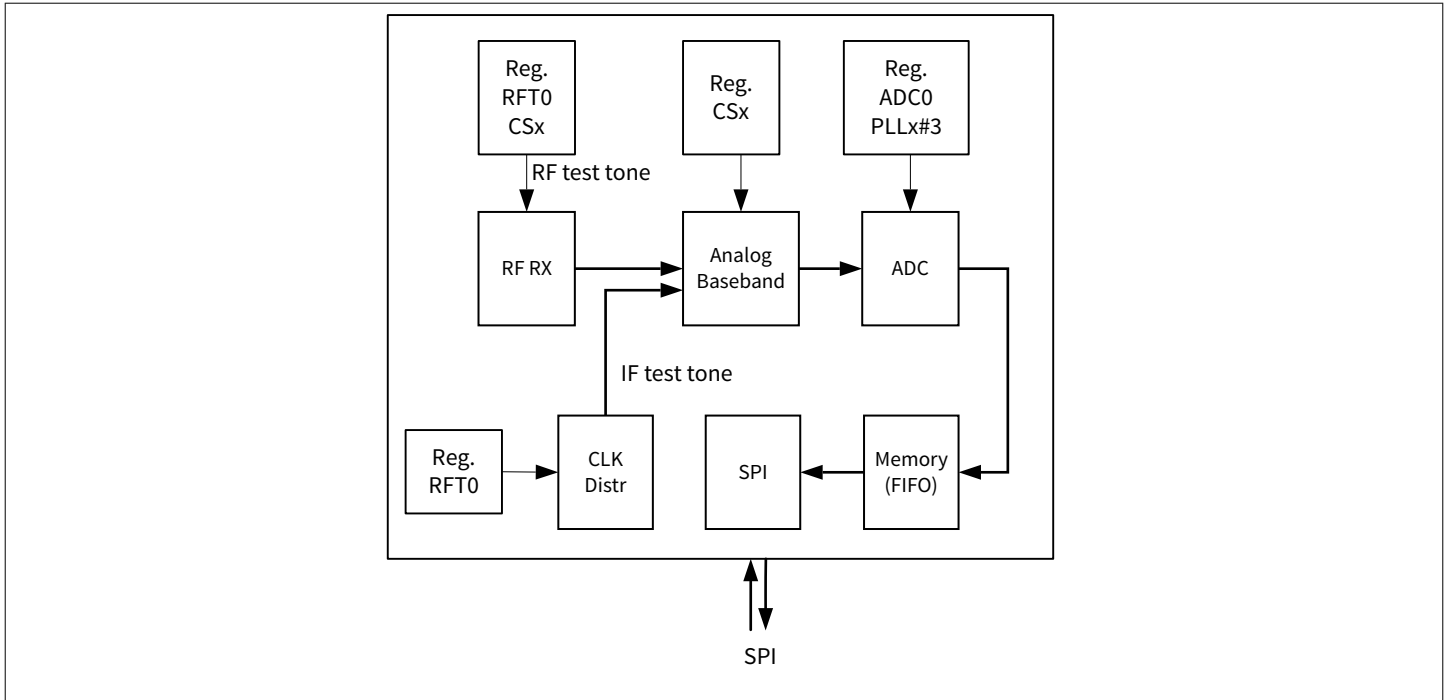 Reg.
RFT0
CSx
Reg.
CSx
Reg.
ADC0
PLLx#3
RF test tone
RF RX
Analog
Baseband
ADC
IF test tone
Reg.
RFT0
CLK
Distr
SPI
Memory
(FIFO)
SPI